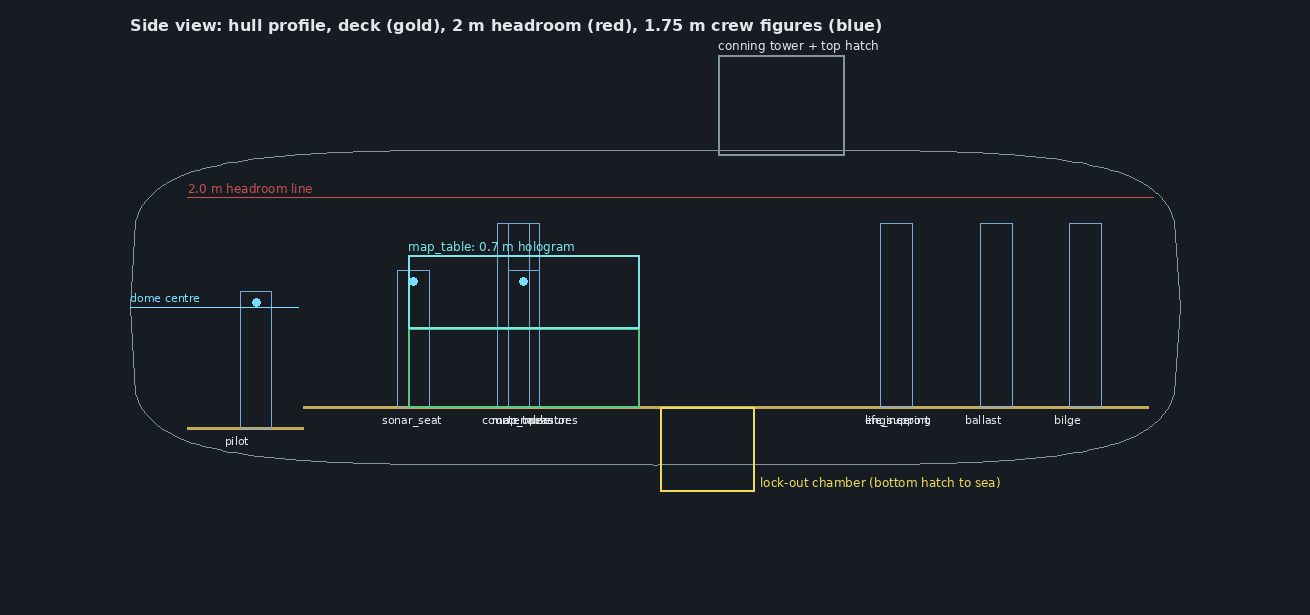 Side view: hull profile, deck (gold), 2 m headroom (red), 1.75 m crew figures (blue)
conning tower + top hatch
2.0 m headroom line
map_table: 0.7 m hologram
dome centre
sonar_seat
ballast
bilge
pilot
lock-out chamber (bottom hatch to sea)